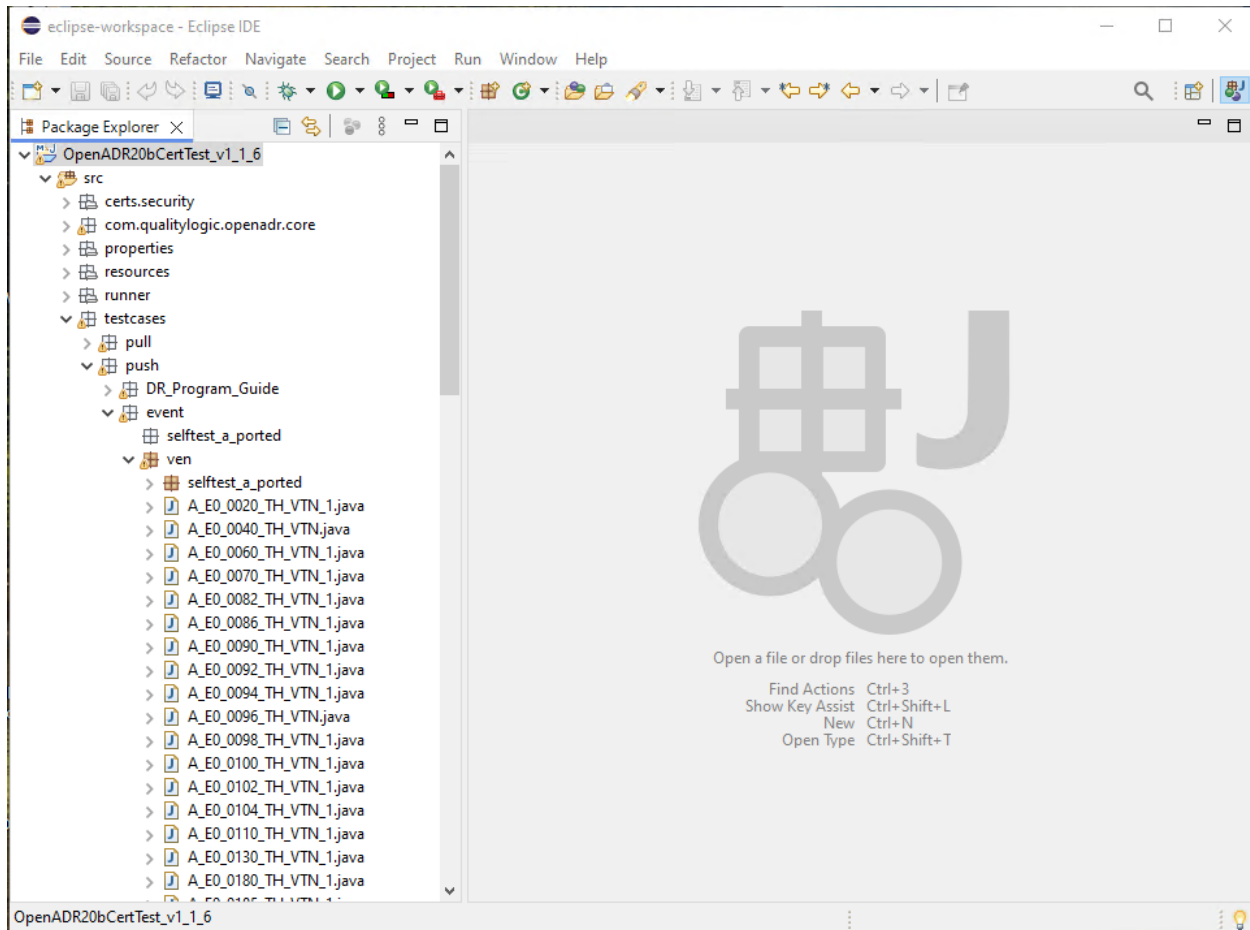 eclipse-workspace - Eclipse IDE
File Edit Source Refactor Navigate Search Project Run Window Help
Package Explorer
OpenADR20bCertTest_v1_1_6
src
certs.security
com.qualitylogic.openadr.core
properties
resources
runner
testcases
pull
push
DR_Program_Guide
event
selftest_a_ported
ven
selftest_a_ported
A_E0_0020_TH_VTN_1.java
A_E0_0040_TH_VTN.java
A_E0_0060_TH_VTN_1.java
A_E0_0070_TH_VTN_1.java
A_E0_0082_TH_VTN_1.java
A_E0_0086_TH_VTN_1.java
A_E0_0090_TH_VTN_1.java
A_E0_0092_TH_VTN_1.java
A_E0_0094_TH_VTN_1.java
A_E0_0096_TH_VTN.java
A_E0_0098_TH_VTN_1.java
A_E0_0100_TH_VTN_1.java
A_E0_0102_TH_VTN_1.java
A_E0_0104_TH_VTN_1.java
A_E0_0110_TH_VTN_1.java
A_E0_0130_TH_VTN_1.java
A_E0_0180_TH_VTN_1.java
Open a file or drop files here to open them.
Find Actions Ctrl+3
Show Key Assist Ctrl+Shift+L
New Ctrl+N
Open Type Ctrl+Shift+T
OpenADR20bCertTest_v1_1_6